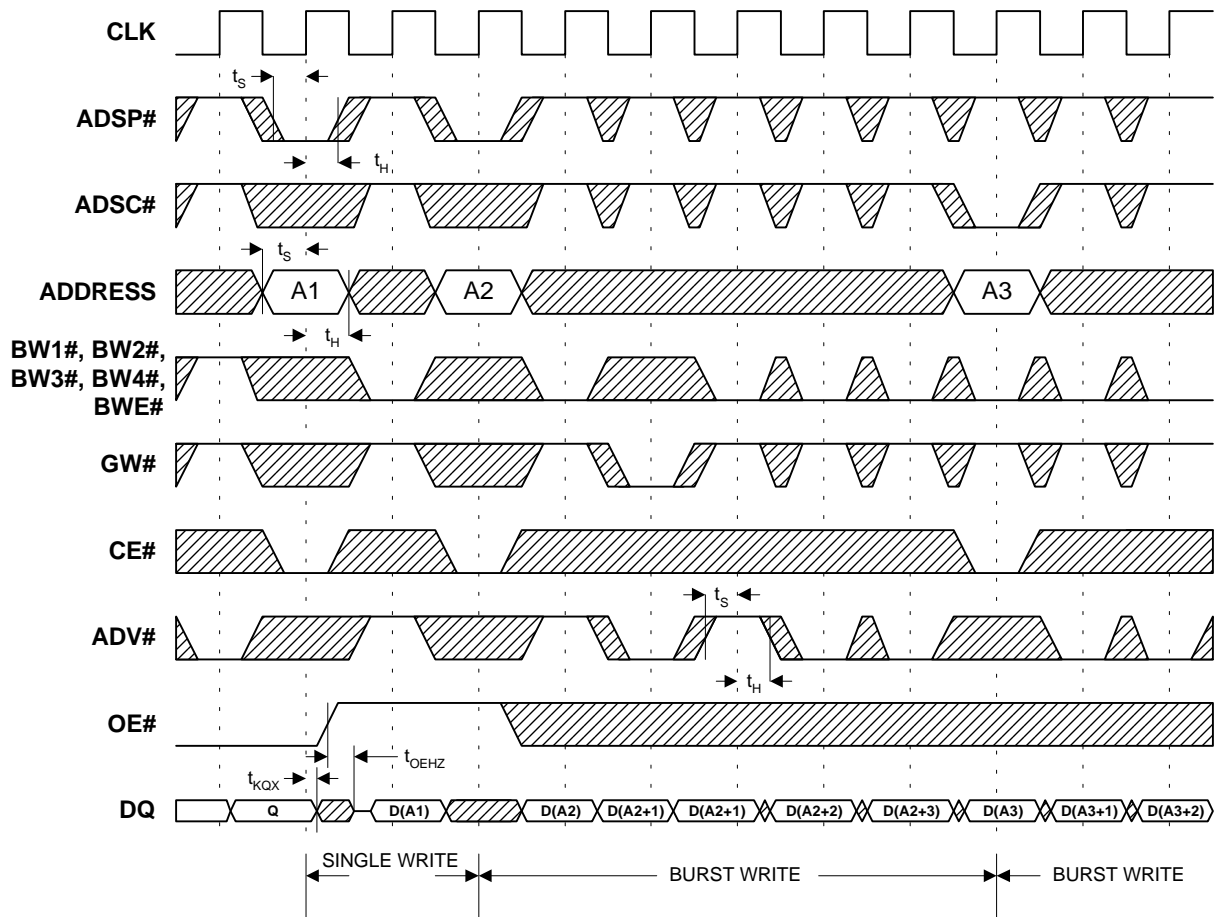 CLK
tS
ADSP#
tH
ADSC#
tS
ADDRESS A1 A2 A3
tH
BW1#, BW2#,
BW3#, BW4#,
BWE#
GW#
CE#
tS
ADV#
tH
OE#
tOEHZ
tKQX
DQ Q D(A1) D(A2) D(A2+1) D(A2+1) D(A2+2) D(A2+3) D(A3) D(A3+1) D(A3+2)
SINGLE WRITE BURST WRITE BURST WRITE